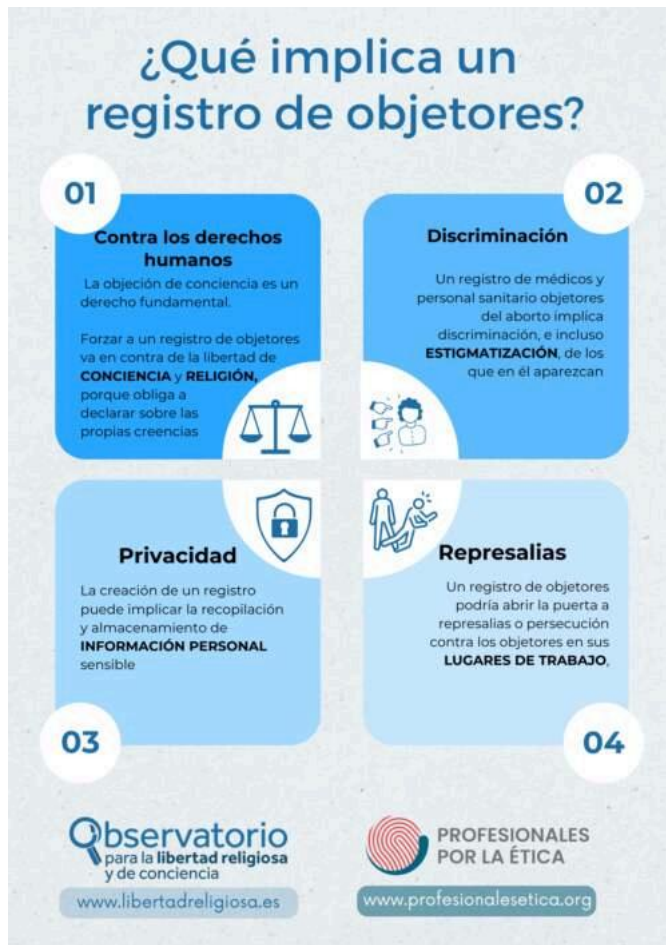 ¿Qué implica un
registro de objetores?
01
Contra los derechos
humanos
La objeción de conciencia es un
derecho fundamental.
Forzar a un registro de objetores
va en contra de la libertad de
CONCIENCIA y RELIGIÓN,
porque obliga a
declarar sobre las
propias creencias
02
Discriminación
Un registro de médicos y
personal sanitario objetores
del aborto implica
discriminación, e incluso
ESTIGMATIZACIÓN, de los
que en él aparezcan
Privacidad
La creación de un registro
puede implicar la recopilación
y almacenamiento de
INFORMACIÓN PERSONAL
sensible
03
Represalias
Un registro de objetores
podría abrir la puerta a
represalias o persecución
contra los objetores en sus
LUGARES DE TRABAJO,
04
Observatorio
para la libertad religiosa
y de conciencia
www.libertadreligiosa.es
PROFESIONALES
POR LA ÉTICA
www.profesionalesetica.org